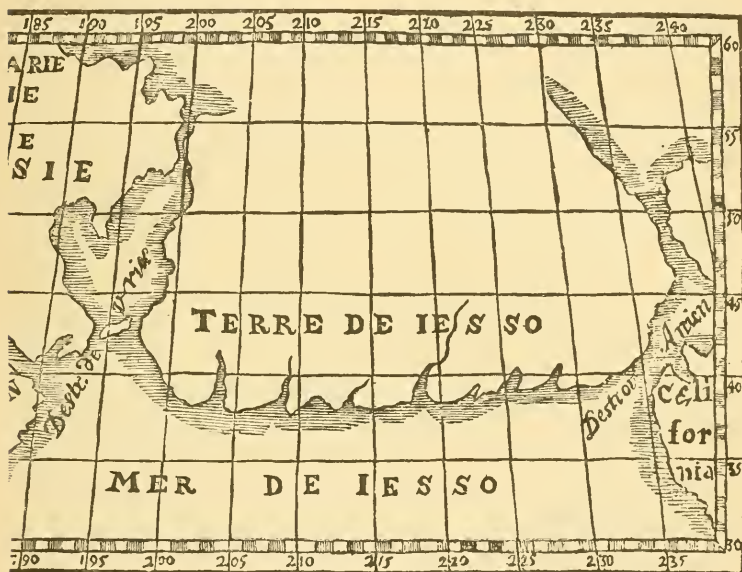 185 190 195 200 205 210 215 220 225 230 235 240
60
ARIE
IE
E
SIE
55
50
45
TERRE DE IESSO
Anien
40
Cali
for
nia
35
MER DE IESSO
30
190 195 200 205 210 215 220 225 230 235